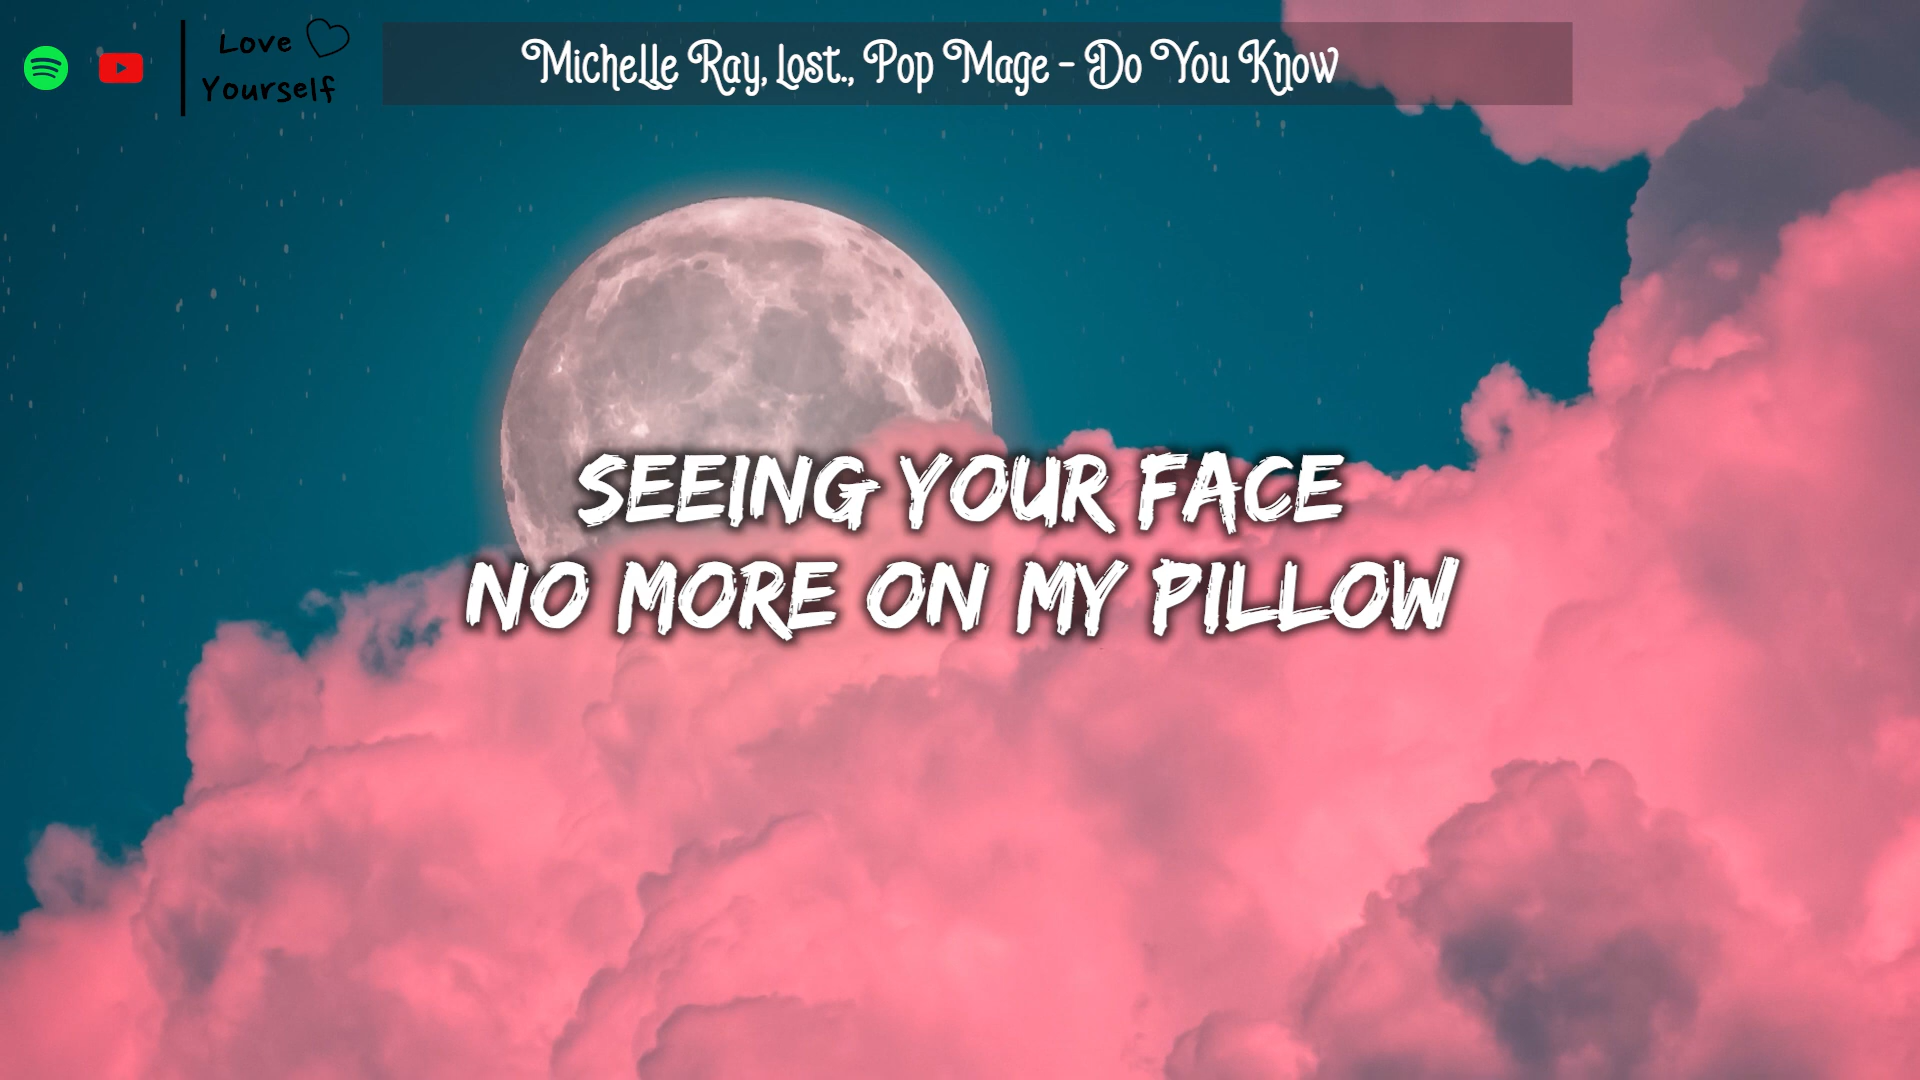 Love
Yourself
Michelle Ray, Lost., Pop Mage - Do You Know
SEEING YOUR FACE
NO MORE ON MY PILLOW